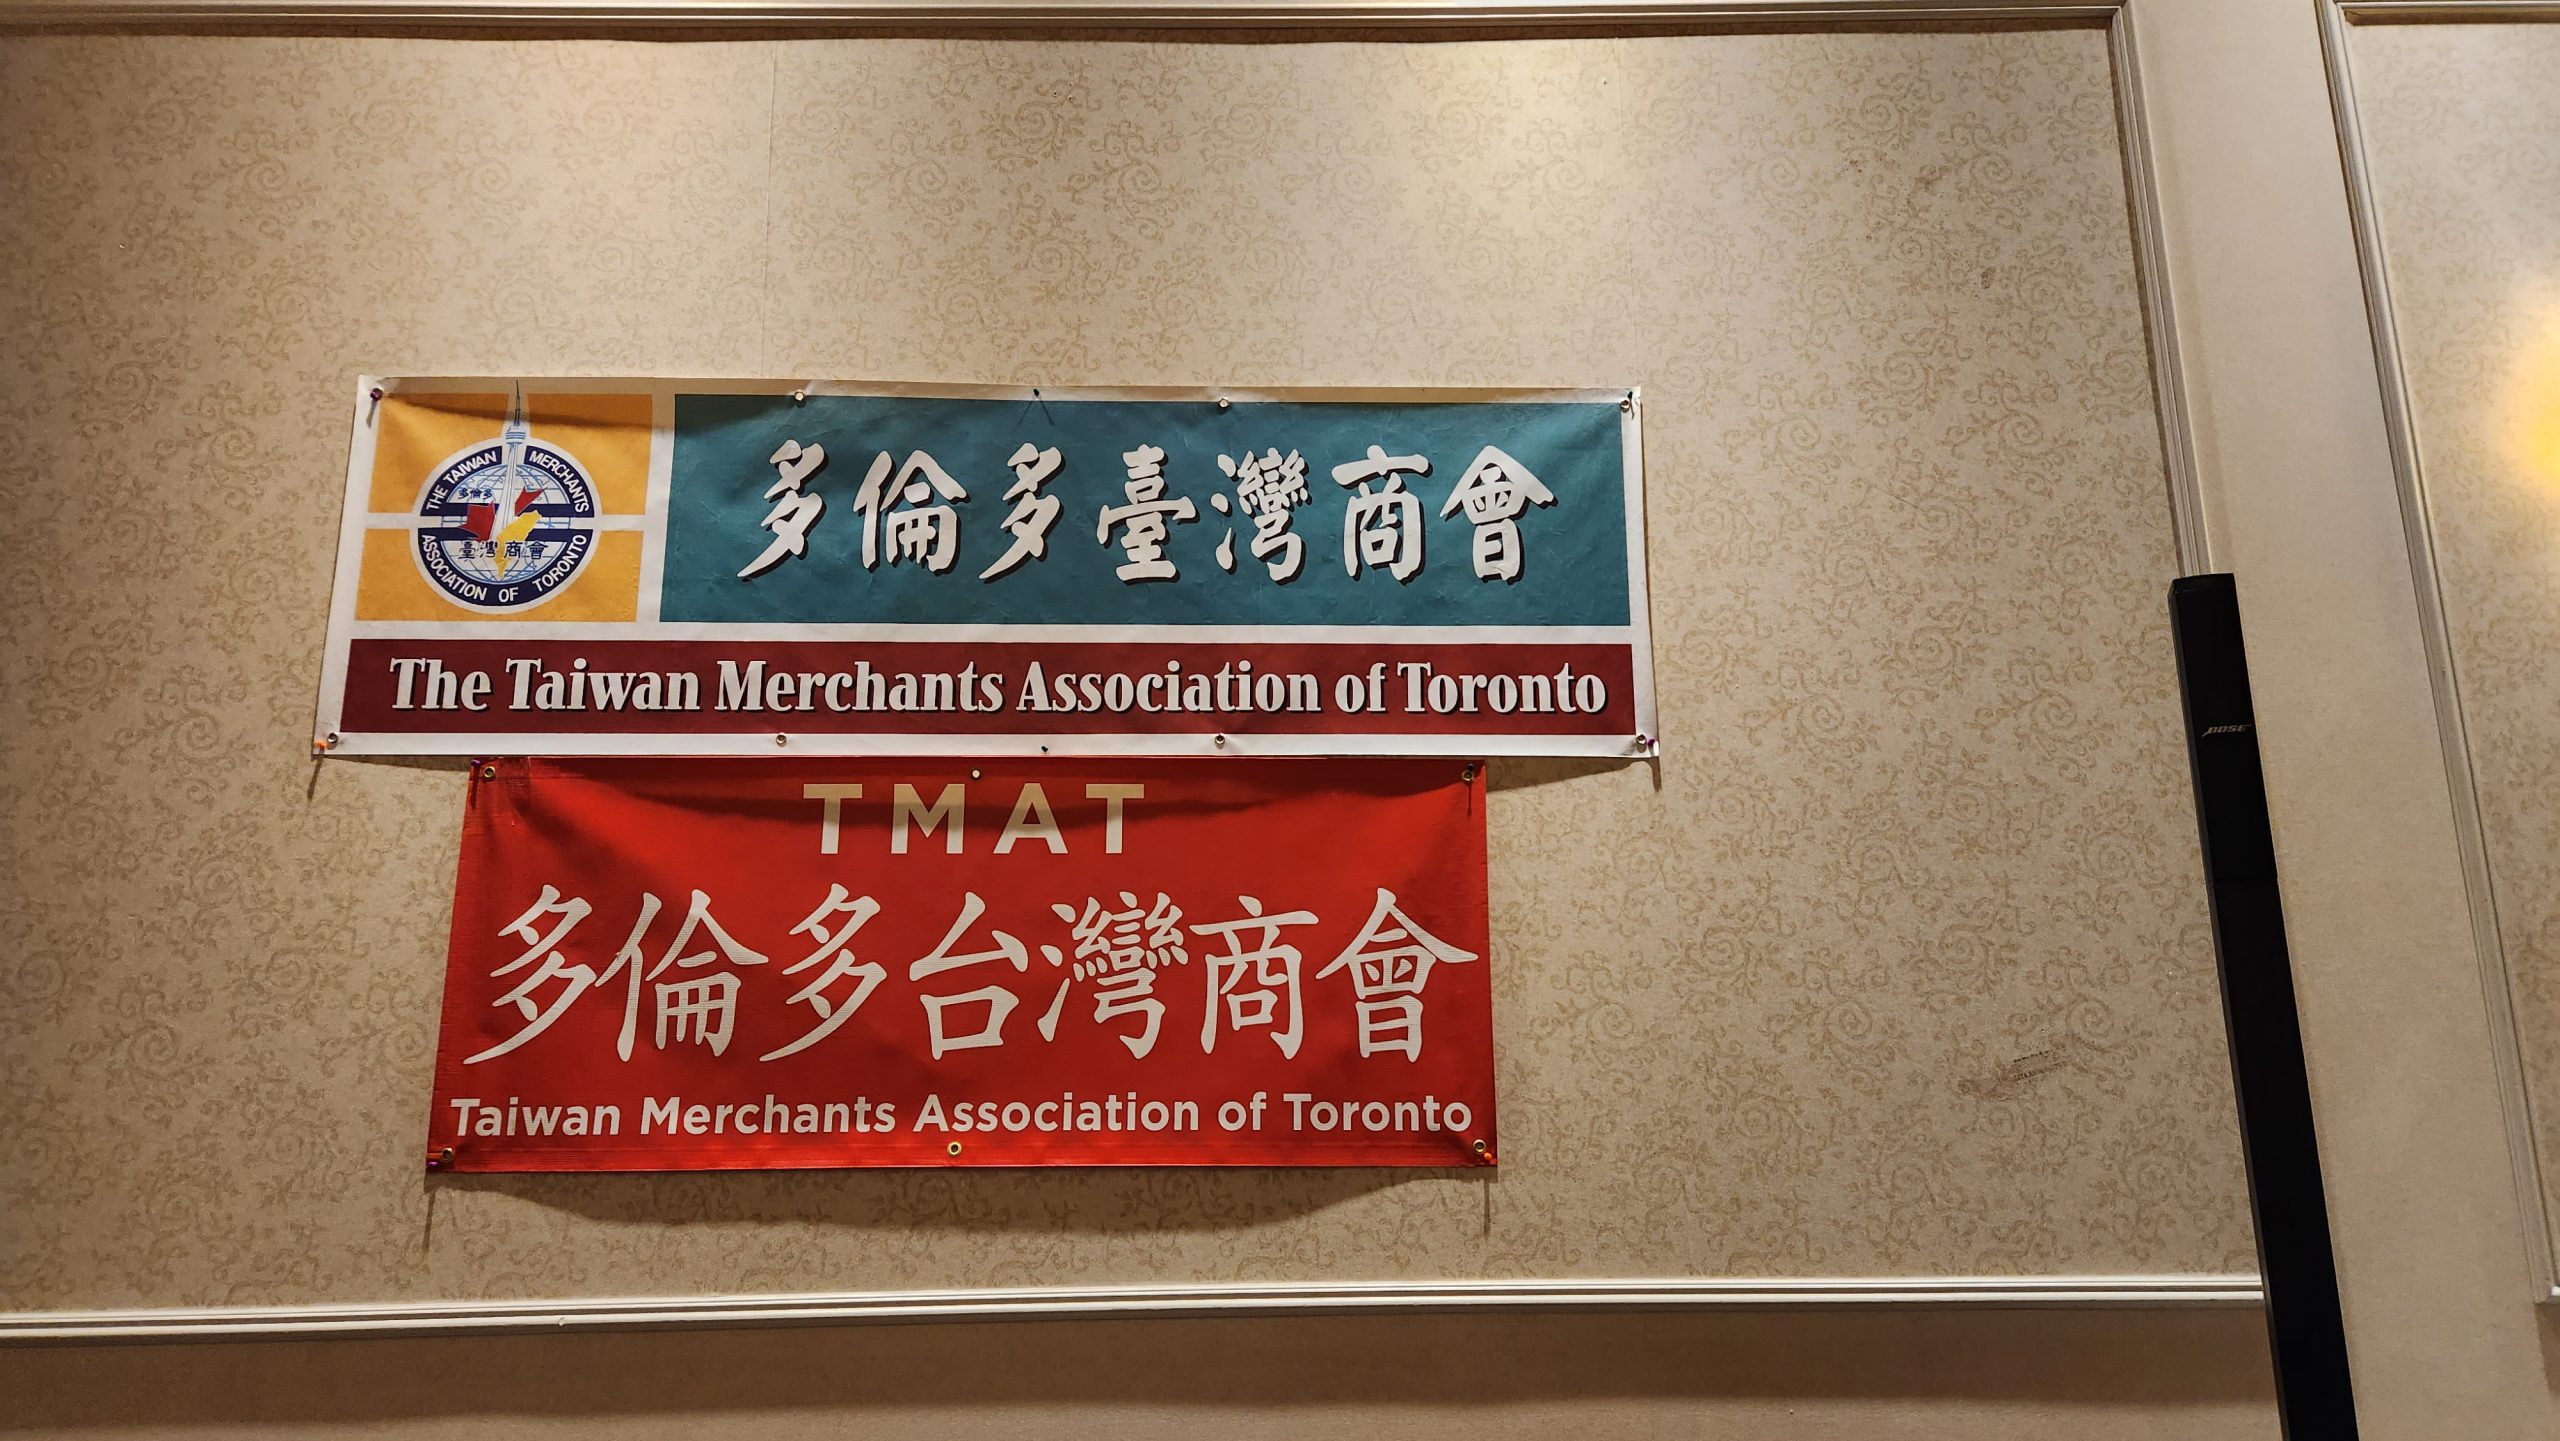 THE TAIWAN MERCHANTS
多倫多
臺灣商會
ASSOCIATION OF TORONTO
多倫多臺灣商會
The Taiwan Merchants Association of Toronto
TMAT
多倫多台灣商會
Taiwan Merchants Association of Toronto
BOSE